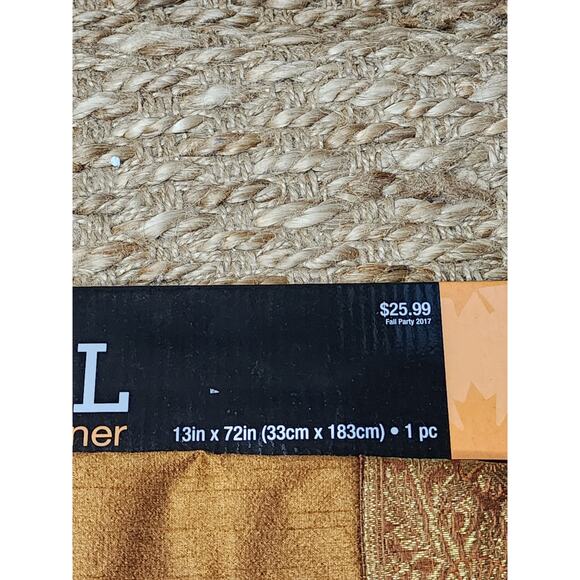 $25.99
Fall Party 2017
L
ner
13in x 72in (33cm x 183cm) • 1 pc